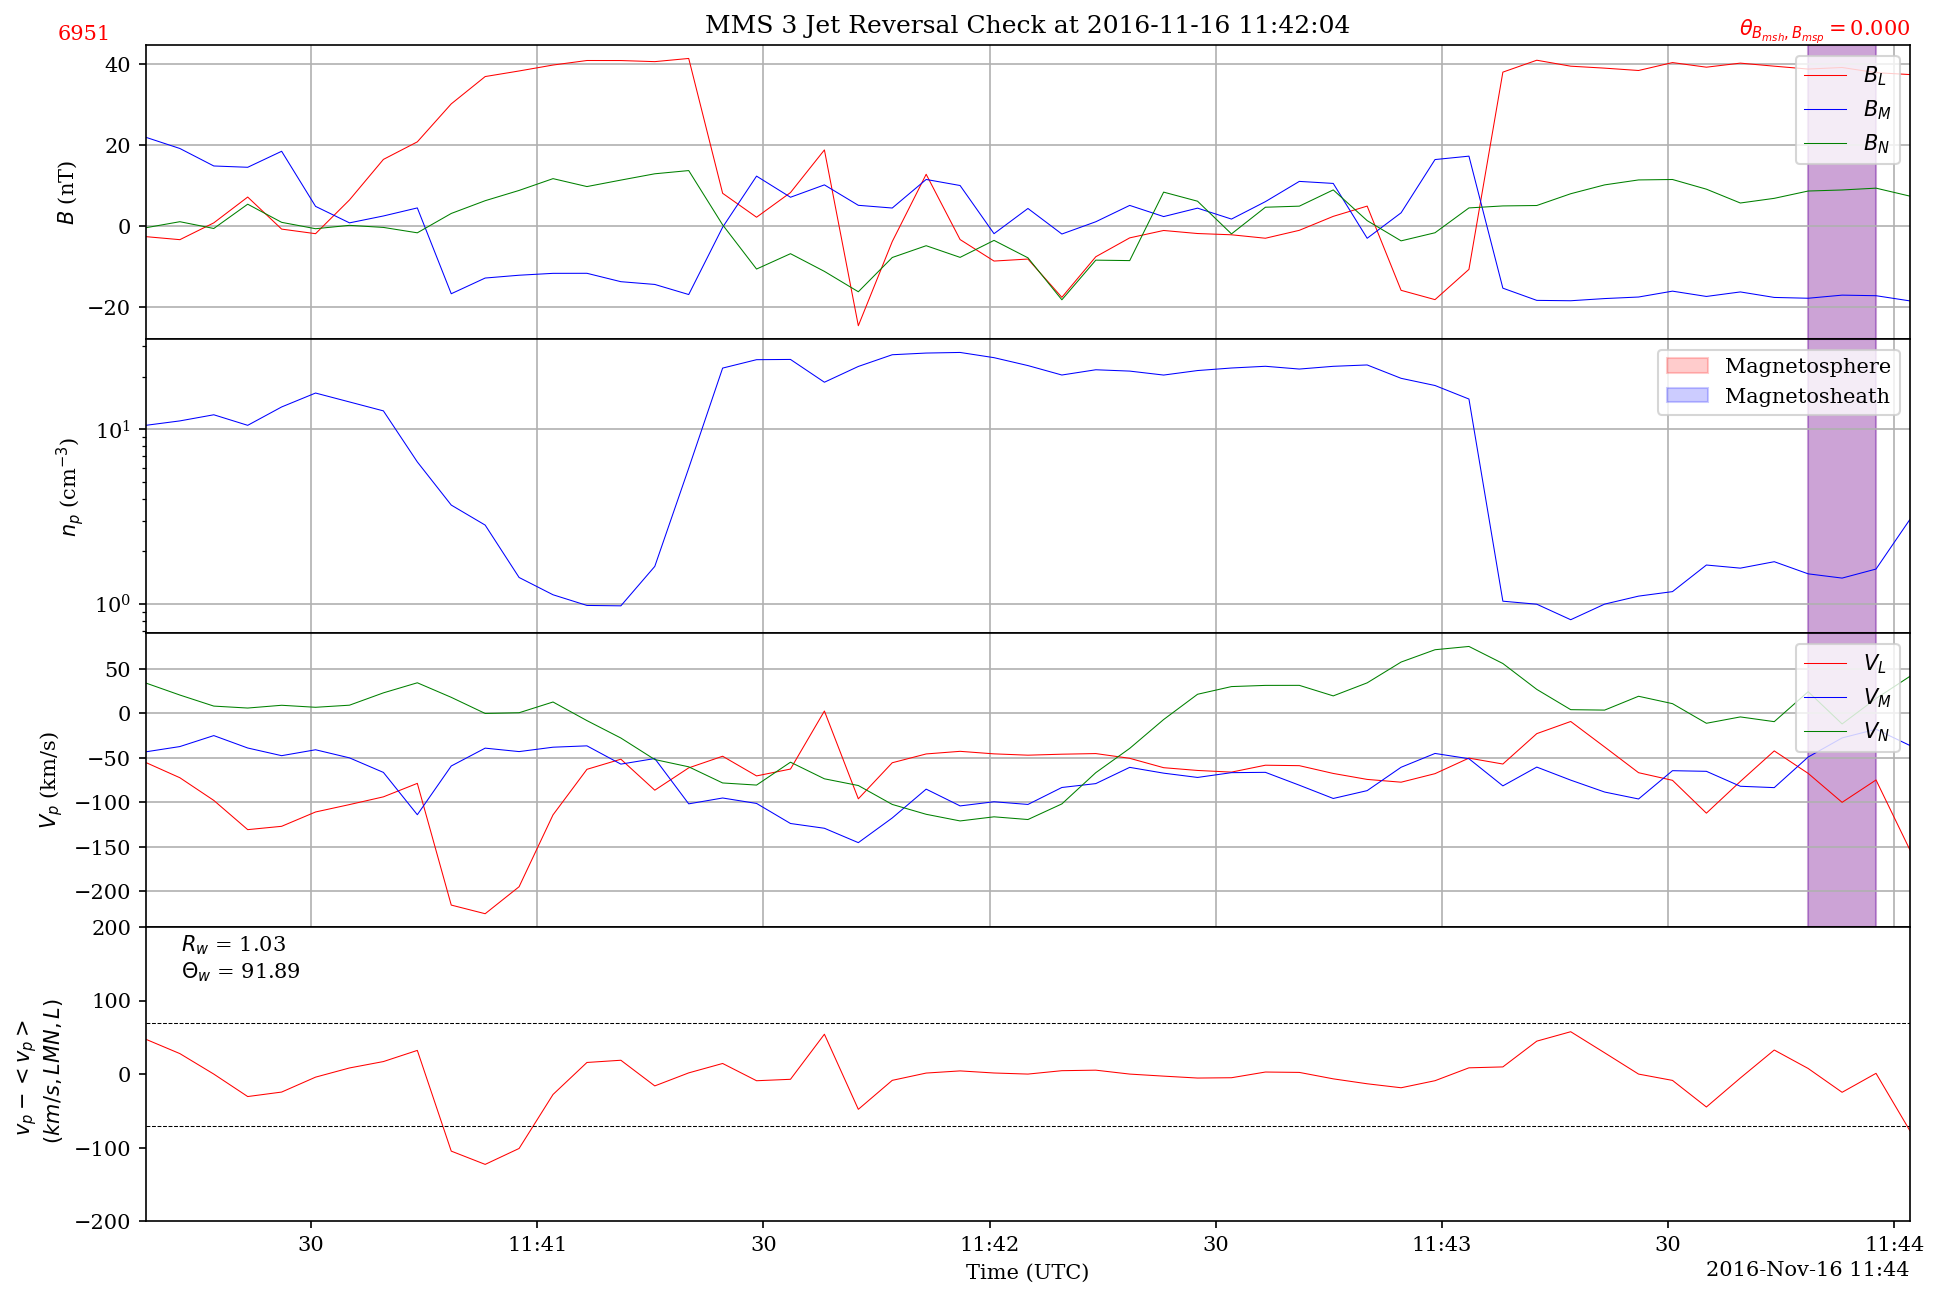 MMS 3 Jet Reversal Check at 2016-11-16 11:42:04
6951
θ_{B_{msh}, B_{msp}} = 0.000
40
20
0
−20
B (nT)
B_L
B_M
B_N
10^1
10^0
n_p (cm^{−3})
Magnetosphere
Magnetosheath
50
0
−50
−100
−150
−200
V_p (km/s)
V_L
V_M
V_N
200
100
0
−100
−200
v_p − < v_p >
(km/s, LMN, L)
R_w = 1.03
Θ_w = 91.89
30
11:41
30
11:42
30
11:43
30
11:44
Time (UTC)
2016-Nov-16 11:44